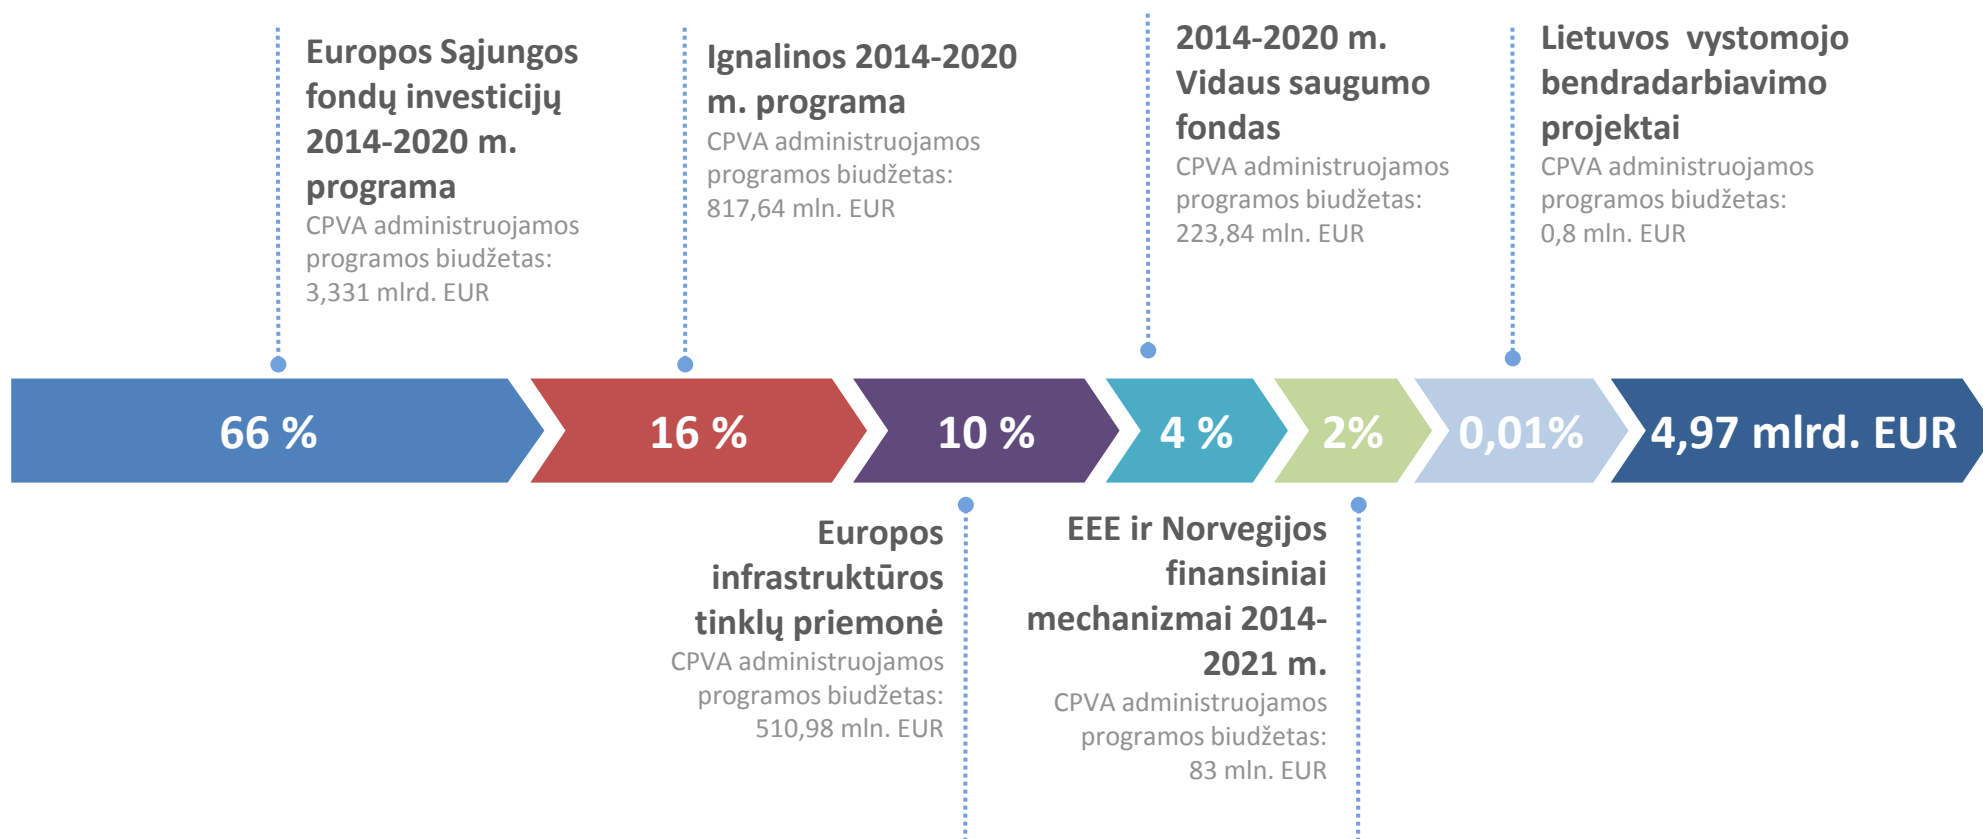 Europos Sąjungos
fondų investicijų
2014-2020 m.
programa
CPVA administruojamos
programos biudžetas:
3,331 mlrd. EUR
Ignalinos 2014-2020
m. programa
CPVA administruojamos
programos biudžetas:
817,64 mln. EUR
2014-2020 m.
Vidaus saugumo
fondas
CPVA administruojamos
programos biudžetas:
223,84 mln. EUR
Lietuvos vystomojo
bendradarbiavimo
projektai
CPVA administruojamos
programos biudžetas:
0,8 mln. EUR
66 %
16 %
10 %
4 %
2%
0,01%
4,97 mlrd. EUR
Europos
infrastruktūros
tinklų priemonė
CPVA administruojamos
programos biudžetas:
510,98 mln. EUR
EEE ir Norvegijos
finansiniai
mechanizmai 2014-
2021 m.
CPVA administruojamos
programos biudžetas:
83 mln. EUR